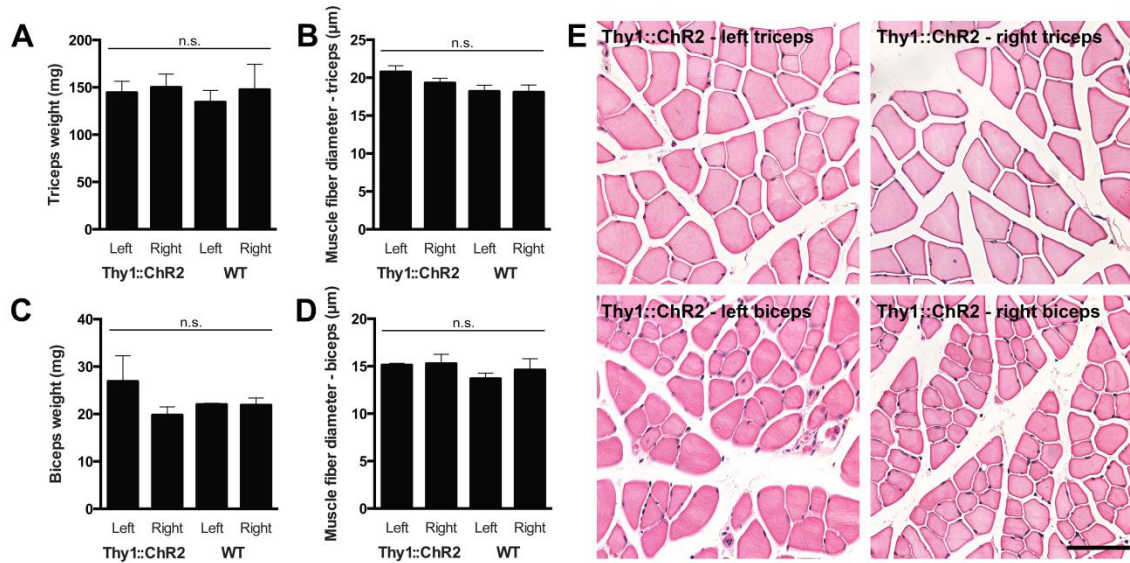 A
Triceps weight (mg)
200
150
100
50
0
n.s.
Left Right Left Right
Thy1::ChR2 WT
B
Muscle fiber diameter - triceps (µm)
25
20
15
10
5
0
n.s.
Left Right Left Right
Thy1::ChR2 WT
C
Biceps weight (mg)
40
30
20
10
0
n.s.
Left Right Left Right
Thy1::ChR2 WT
D
Muscle fiber diameter - biceps (µm)
25
20
15
10
5
0
n.s.
Left Right Left Right
Thy1::ChR2 WT
E
Thy1::ChR2 - left triceps
Thy1::ChR2 - right triceps
Thy1::ChR2 - left biceps
Thy1::ChR2 - right biceps